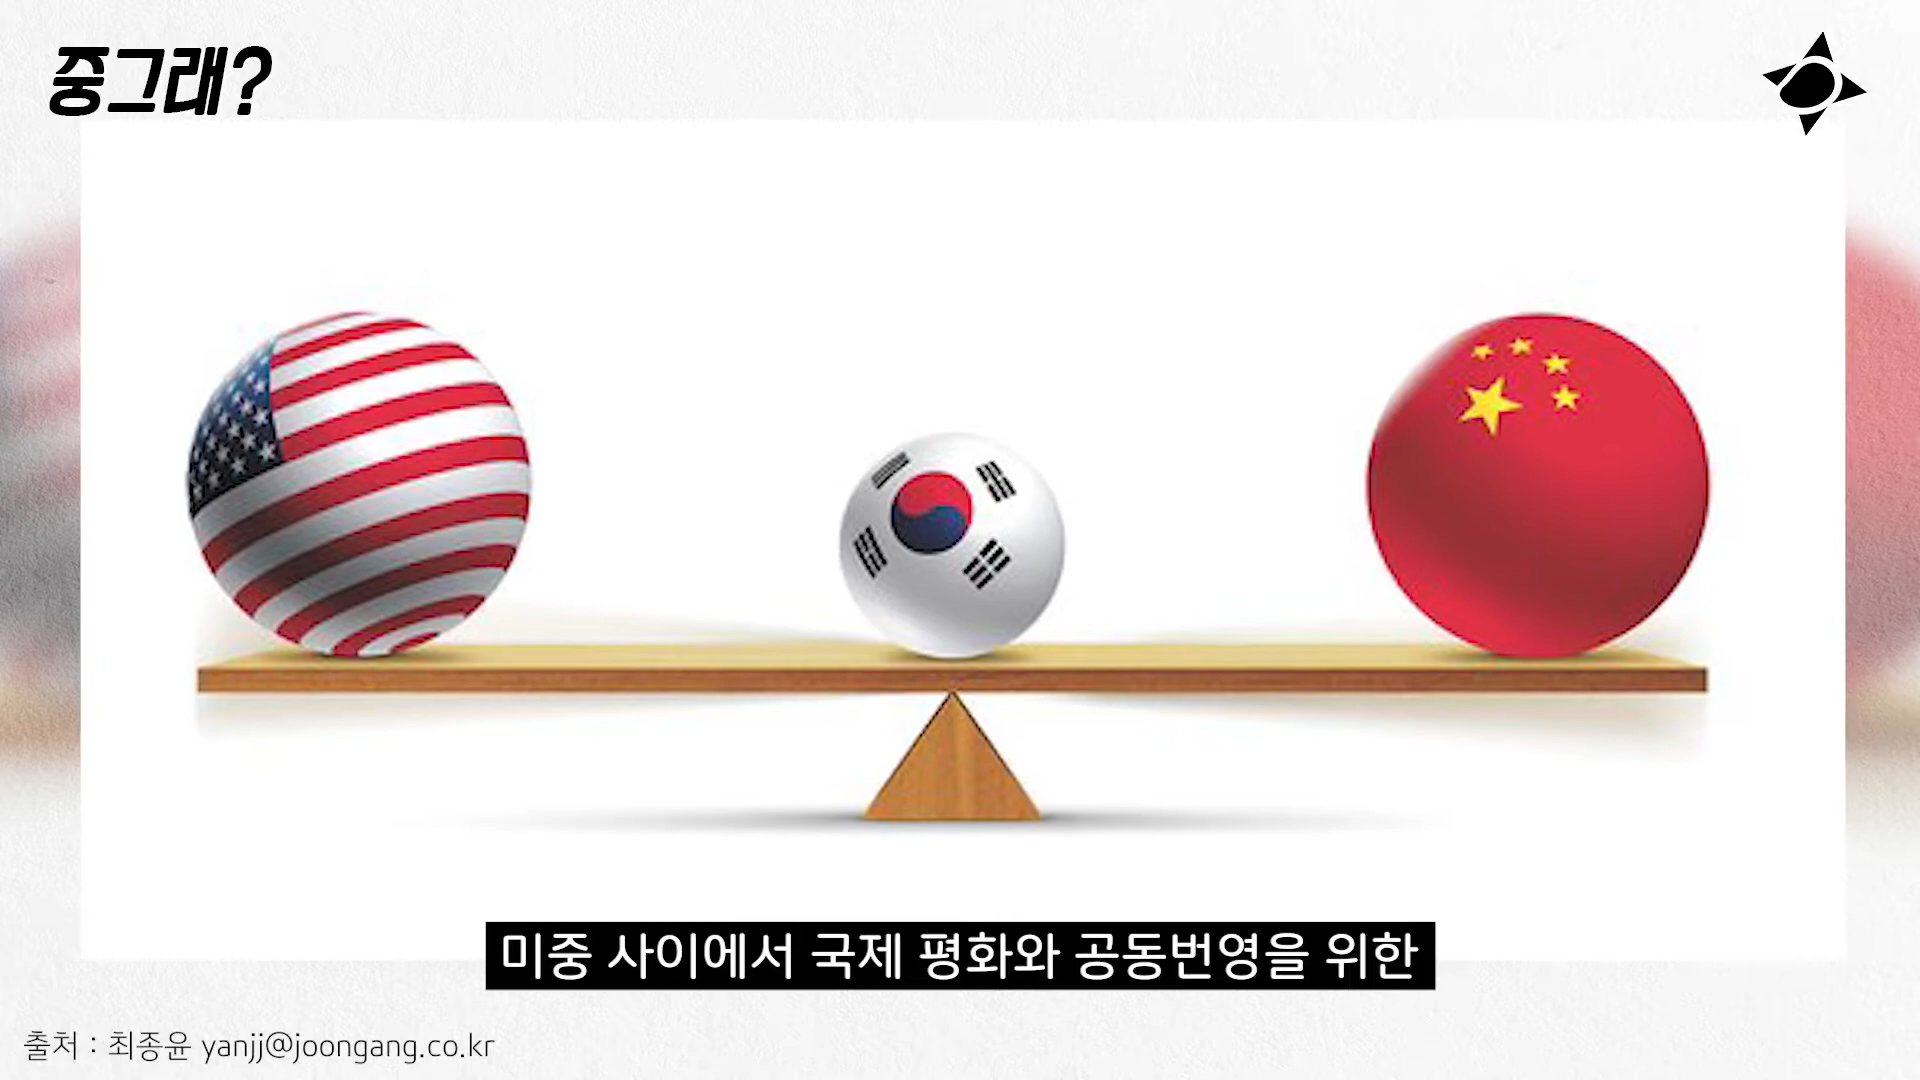 중그래?
미중 사이에서 국제 평화와 공동번영을 위한
출처 : 최종윤 yanjj@joongang.co.kr